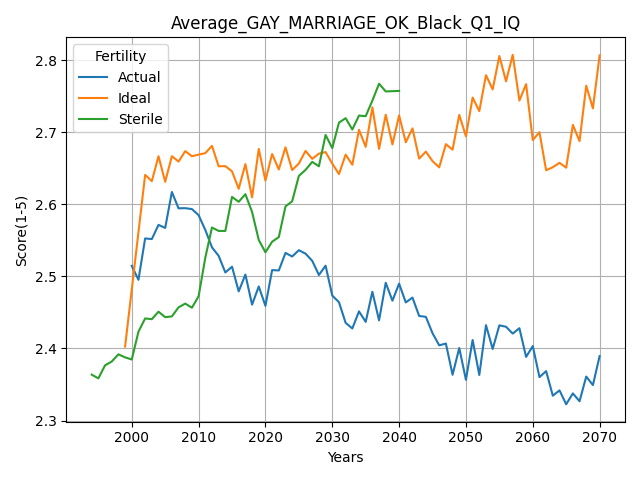 Average_GAY_MARRIAGE_OK_Black_Q1_IQ
Fertility
Actual
Ideal
Sterile
Score(1-5)
2.8
2.7
2.6
2.5
2.4
2.3
2000 2010 2020 2030 2040 2050 2060 2070
Years